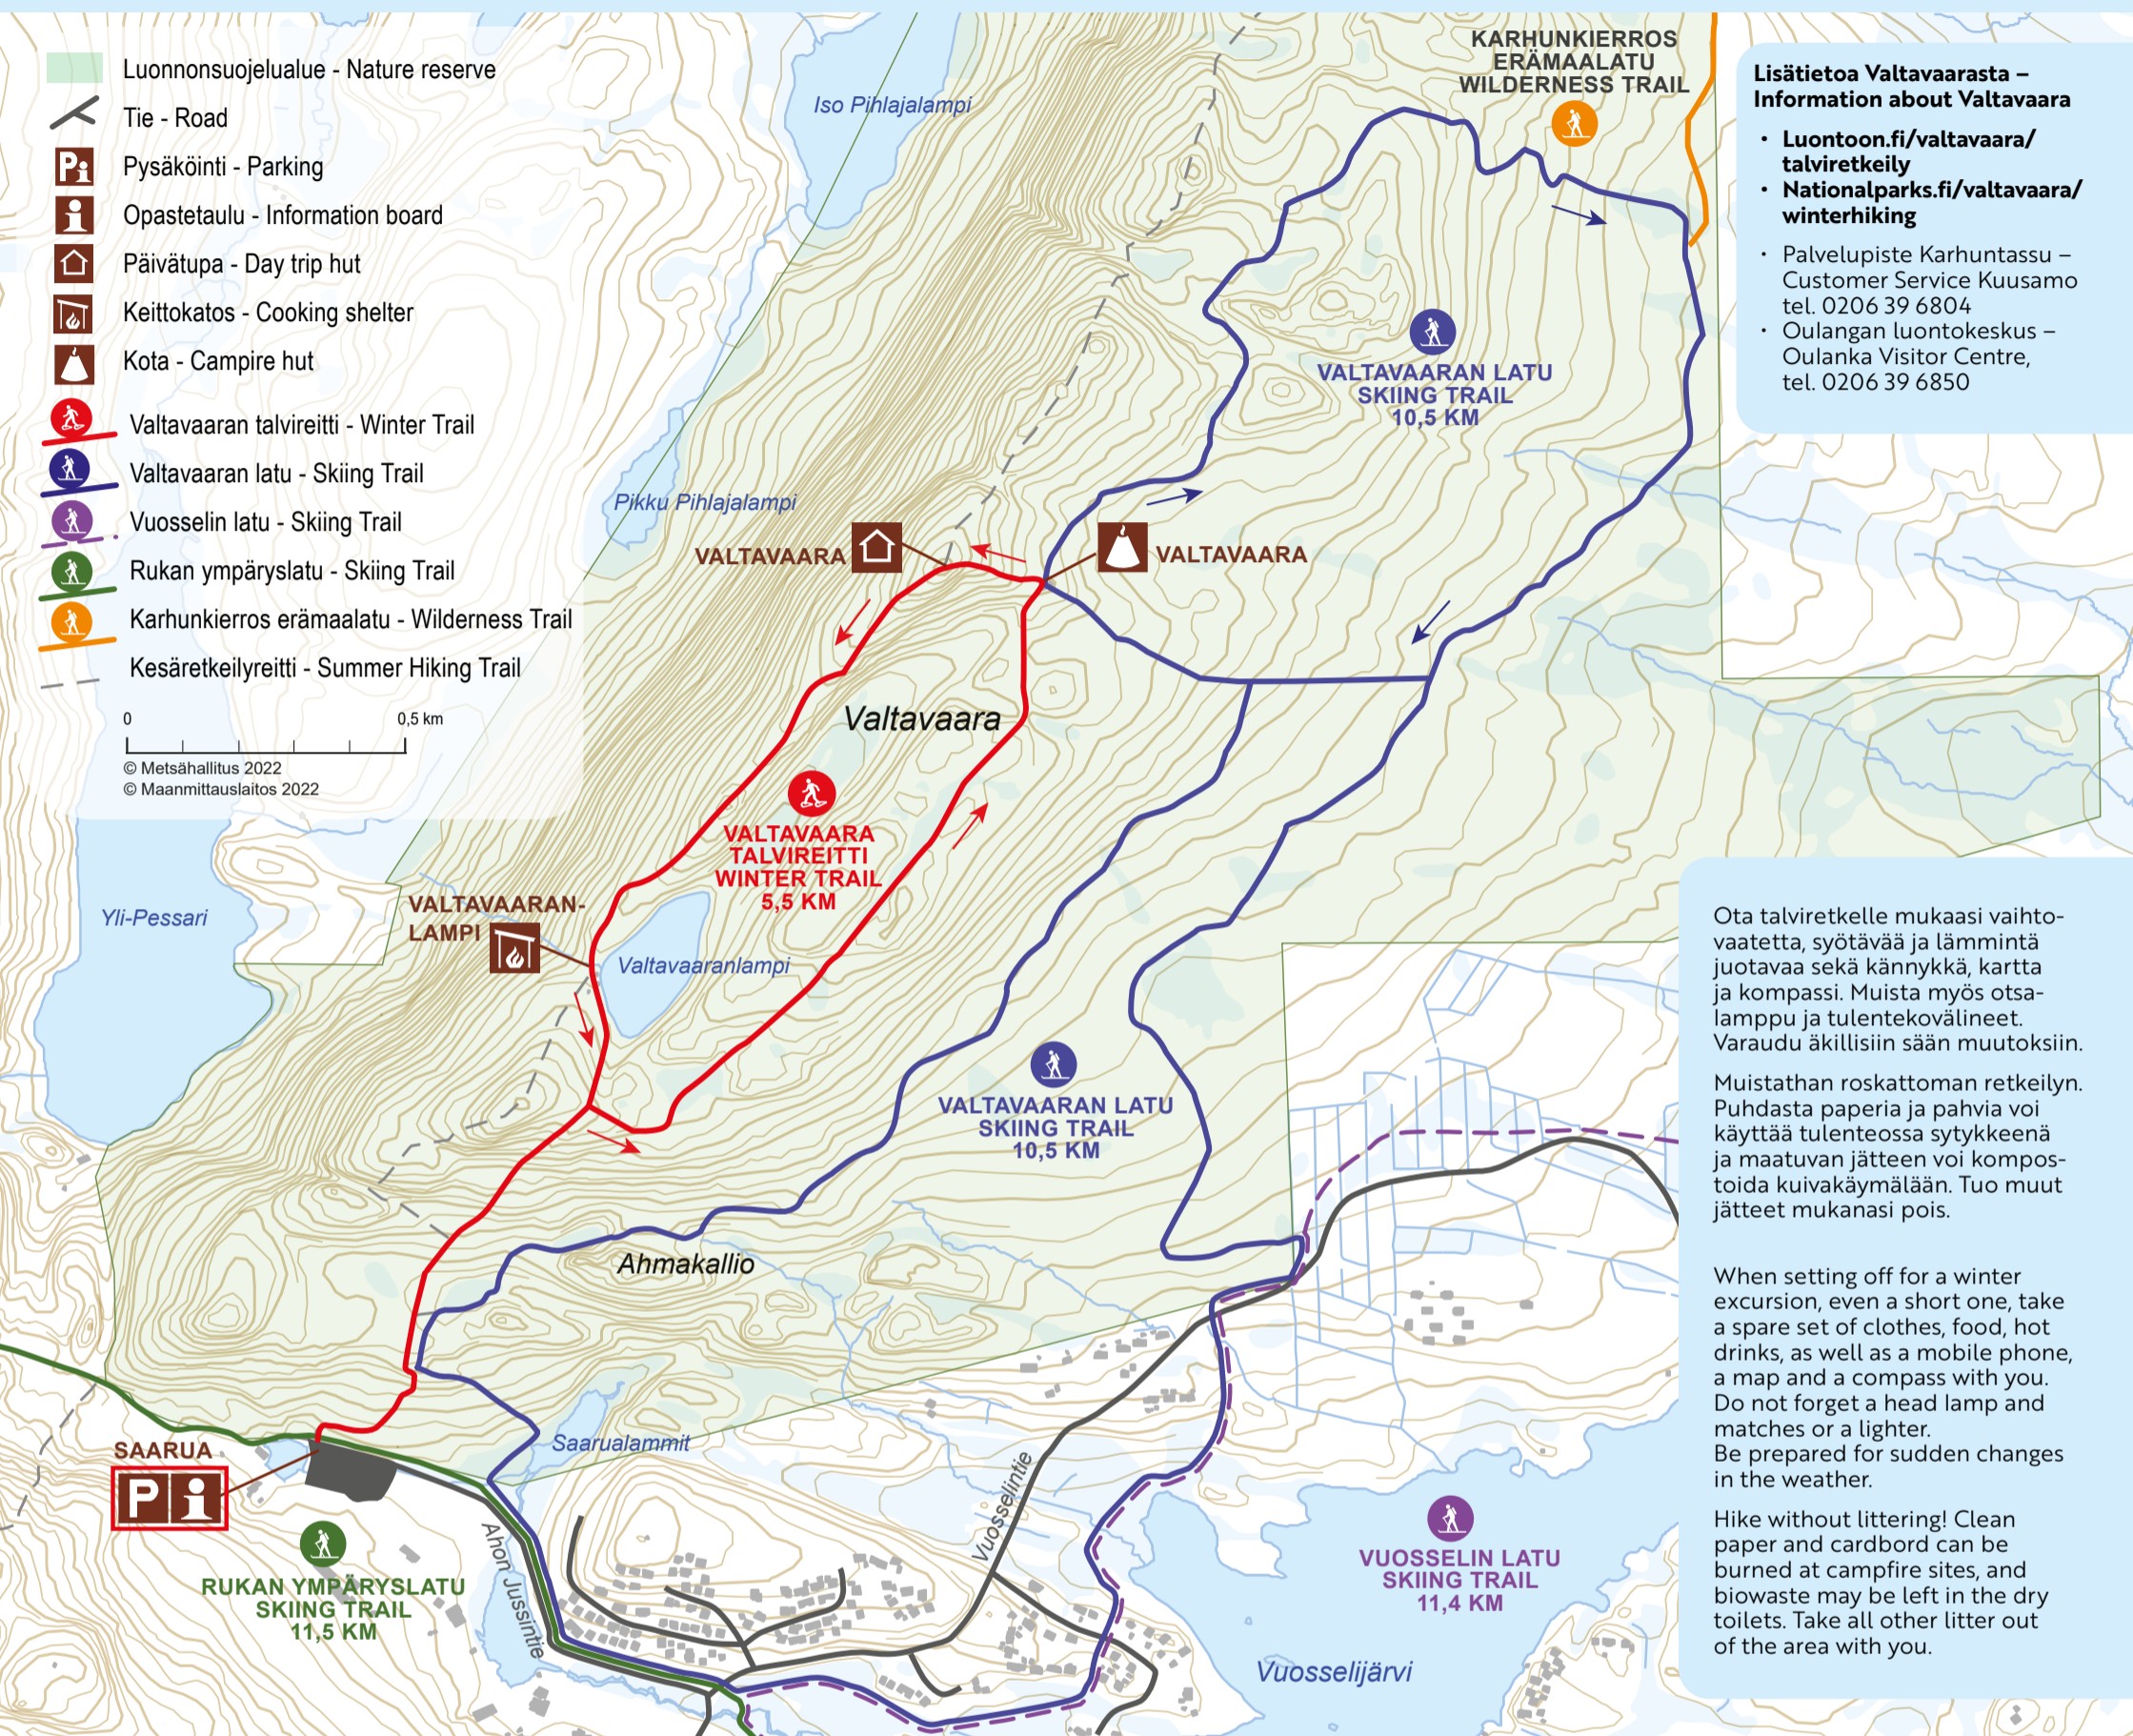 Luonnonsuojelualue - Nature reserve
Tie - Road
Pi
Pysäköinti - Parking
i
Opastetaulu - Information board
Päivätupa - Day trip hut
Keittokatos - Cooking shelter
Kota - Campire hut
Valtavaaran talvireitti - Winter Trail
Valtavaaran latu - Skiing Trail
Vuosselin latu - Skiing Trail
Rukan ympäryslatu - Skiing Trail
Karhunkierros erämaalatu - Wilderness Trail
Kesäretkeilyreitti - Summer Hiking Trail
0
0,5 km
© Metsähallitus 2022
© Maanmittauslaitos 2022
Iso Pihlajalampi
Pikku Pihlajalampi
KARHUNKIERROS
ERÄMAALATU
WILDERNESS TRAIL
VALTAVAARAN LATU
SKIING TRAIL
10,5 KM
VALTAVAARA
VALTAVAARA
Valtavaara
VALTAVAARA
TALVIREITTI
WINTER TRAIL
5,5 KM
Yli-Pessari
VALTAVAARAN-
LAMPI
Valtavaaranlampi
VALTAVAARAN LATU
SKIING TRAIL
10,5 KM
Ahmakallio
SAARUA
P i
Saarualammit
RUKAN YMPÄRYSLATU
SKIING TRAIL
11,5 KM
Ahon Jussintie
Vuosselintie
VUOSSELIN LATU
SKIING TRAIL
11,4 KM
Vuosselijärvi
Lisätietoa Valtavaarasta –
Information about Valtavaara
• Luontoon.fi/valtavaara/
talviretkeily
• Nationalparks.fi/valtavaara/
winterhiking
• Palvelupiste Karhuntassu –
Customer Service Kuusamo
tel. 0206 39 6804
• Oulangan luontokeskus –
Oulanka Visitor Centre,
tel. 0206 39 6850
Ota talviretkelle mukaasi vaihto-
vaatetta, syötävää ja lämmintä
juotavaa sekä kännykkä, kartta
ja kompassi. Muista myös otsa-
lamppu ja tulentekovälineet.
Varaudu äkillisiin sään muutoksiin.
Muistathan roskattoman retkeilyn.
Puhdasta paperia ja pahvia voi
käyttää tulenteossa sytykkeenä
ja maatuvan jätteen voi kompos-
toida kuivakäymälään. Tuo muut
jätteet mukanasi pois.
When setting off for a winter
excursion, even a short one, take
a spare set of clothes, food, hot
drinks, as well as a mobile phone,
a map and a compass with you.
Do not forget a head lamp and
matches or a lighter.
Be prepared for sudden changes
in the weather.
Hike without littering! Clean
paper and cardbord can be
burned at campfire sites, and
biowaste may be left in the dry
toilets. Take all other litter out
of the area with you.